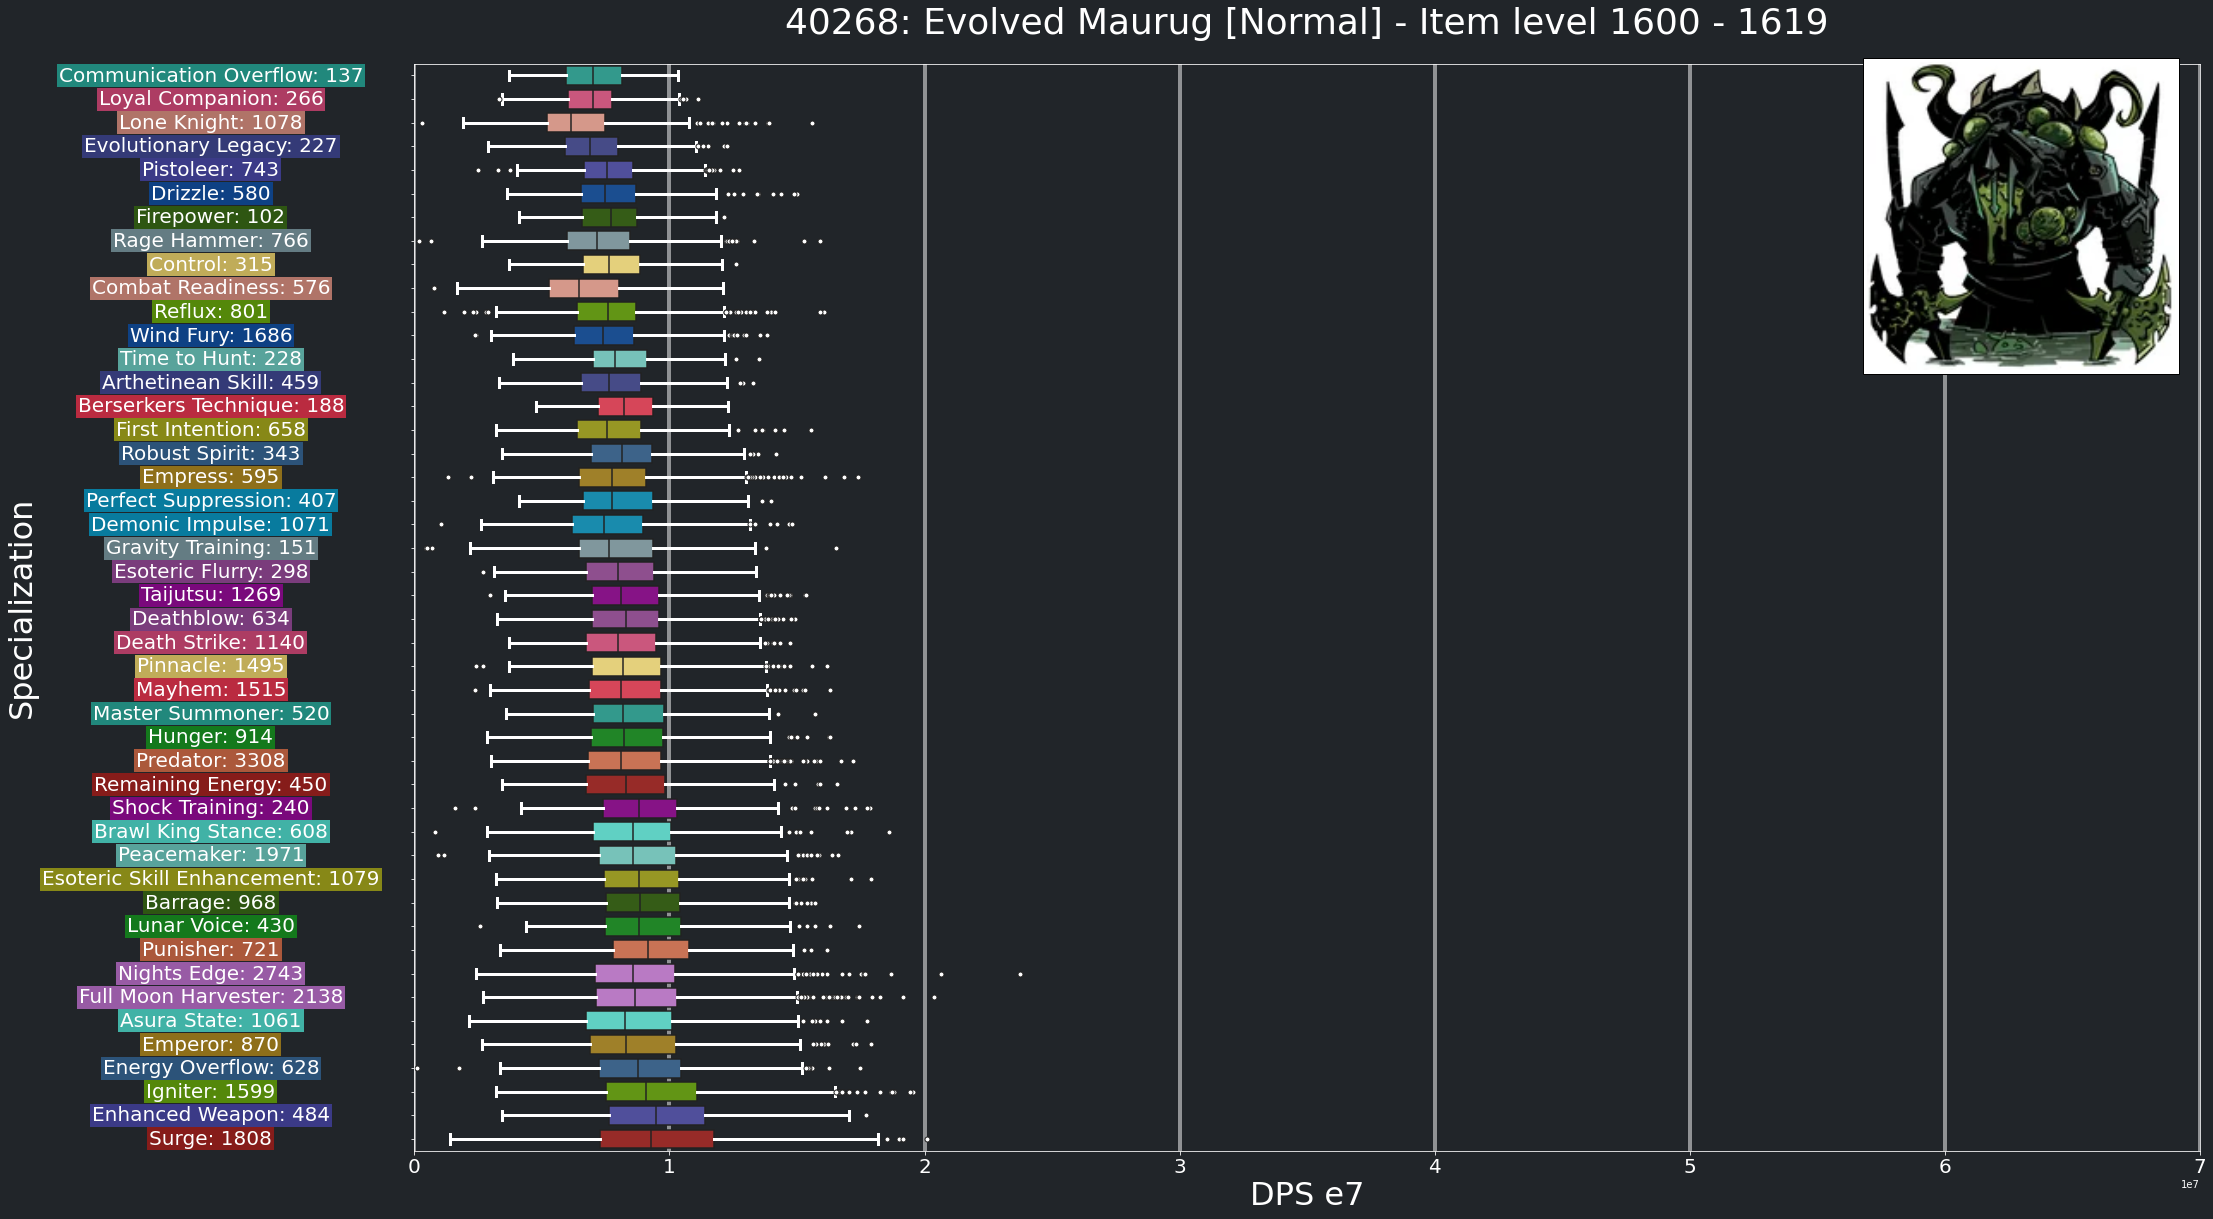 40268: Evolved Maurug [Normal] - Item level 1600 - 1619
Communication Overflow: 137
Loyal Companion: 266
Lone Knight: 1078
Evolutionary Legacy: 227
Pistoleer: 743
Drizzle: 580
Firepower: 102
Rage Hammer: 766
Control: 315
Combat Readiness: 576
Reflux: 801
Wind Fury: 1686
Time to Hunt: 228
Arthetinean Skill: 459
Berserkers Technique: 188
First Intention: 658
Robust Spirit: 343
Empress: 595
Perfect Suppression: 407
Demonic Impulse: 1071
Gravity Training: 151
Esoteric Flurry: 298
Taijutsu: 1269
Deathblow: 634
Death Strike: 1140
Pinnacle: 1495
Mayhem: 1515
Master Summoner: 520
Hunger: 914
Predator: 3308
Remaining Energy: 450
Shock Training: 240
Brawl King Stance: 608
Peacemaker: 1971
Esoteric Skill Enhancement: 1079
Barrage: 968
Lunar Voice: 430
Punisher: 721
Nights Edge: 2743
Full Moon Harvester: 2138
Asura State: 1061
Emperor: 870
Energy Overflow: 628
Igniter: 1599
Enhanced Weapon: 484
Surge: 1808
Specialization
0 1 2 3 4 5 6 7
1e7
DPS e7